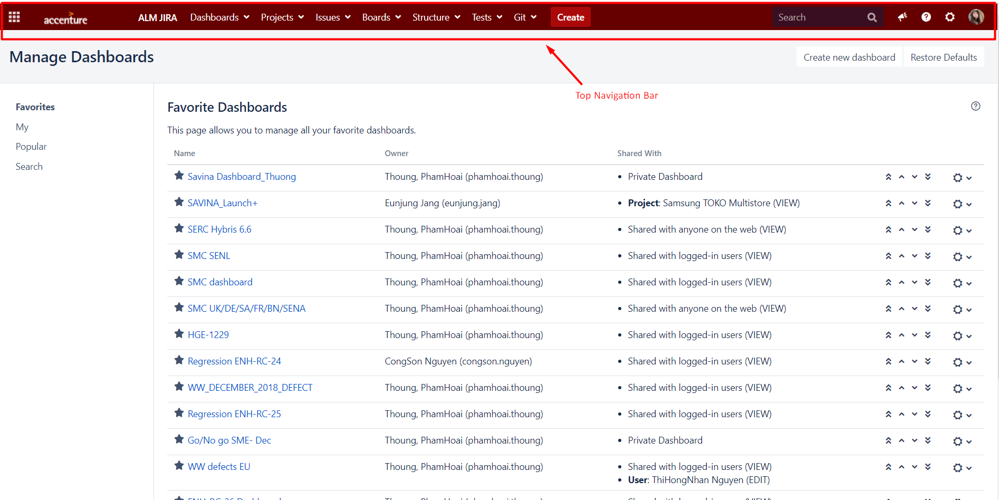 accenture ALM JIRA Dashboards Projects Issues Boards Structure Tests Git Create Search
Manage Dashboards Create new dashboard Restore Defaults
Top Navigation Bar
Favorites
My
Popular
Search
Favorite Dashboards
This page allows you to manage all your favorite dashboards.
Name Owner Shared With
Savina Dashboard_Thuong Thoung, PhamHoai (phamhoai.thoung) • Private Dashboard
SAVINA_Launch+ Eunjung Jang (eunjung.jang) • Project: Samsung TOKO Multistore (VIEW)
SERC Hybris 6.6 Thoung, PhamHoai (phamhoai.thoung) • Shared with anyone on the web (VIEW)
SMC SENL Thoung, PhamHoai (phamhoai.thoung) • Shared with logged-in users (VIEW)
SMC dashboard Thoung, PhamHoai (phamhoai.thoung) • Shared with logged-in users (VIEW)
SMC UK/DE/SA/FR/BN/SENA Thoung, PhamHoai (phamhoai.thoung) • Shared with anyone on the web (VIEW)
HGE-1229 Thoung, PhamHoai (phamhoai.thoung) • Shared with logged-in users (VIEW)
Regression ENH-RC-24 CongSon Nguyen (congson.nguyen) • Shared with logged-in users (VIEW)
WW_DECEMBER_2018_DEFECT Thoung, PhamHoai (phamhoai.thoung) • Shared with logged-in users (VIEW)
Regression ENH-RC-25 Thoung, PhamHoai (phamhoai.thoung) • Shared with logged-in users (VIEW)
Go/No go SME- Dec Thoung, PhamHoai (phamhoai.thoung) • Private Dashboard
WW defects EU Thoung, PhamHoai (phamhoai.thoung) • Shared with logged-in users (VIEW)
• User: ThiHongNhan Nguyen (EDIT)